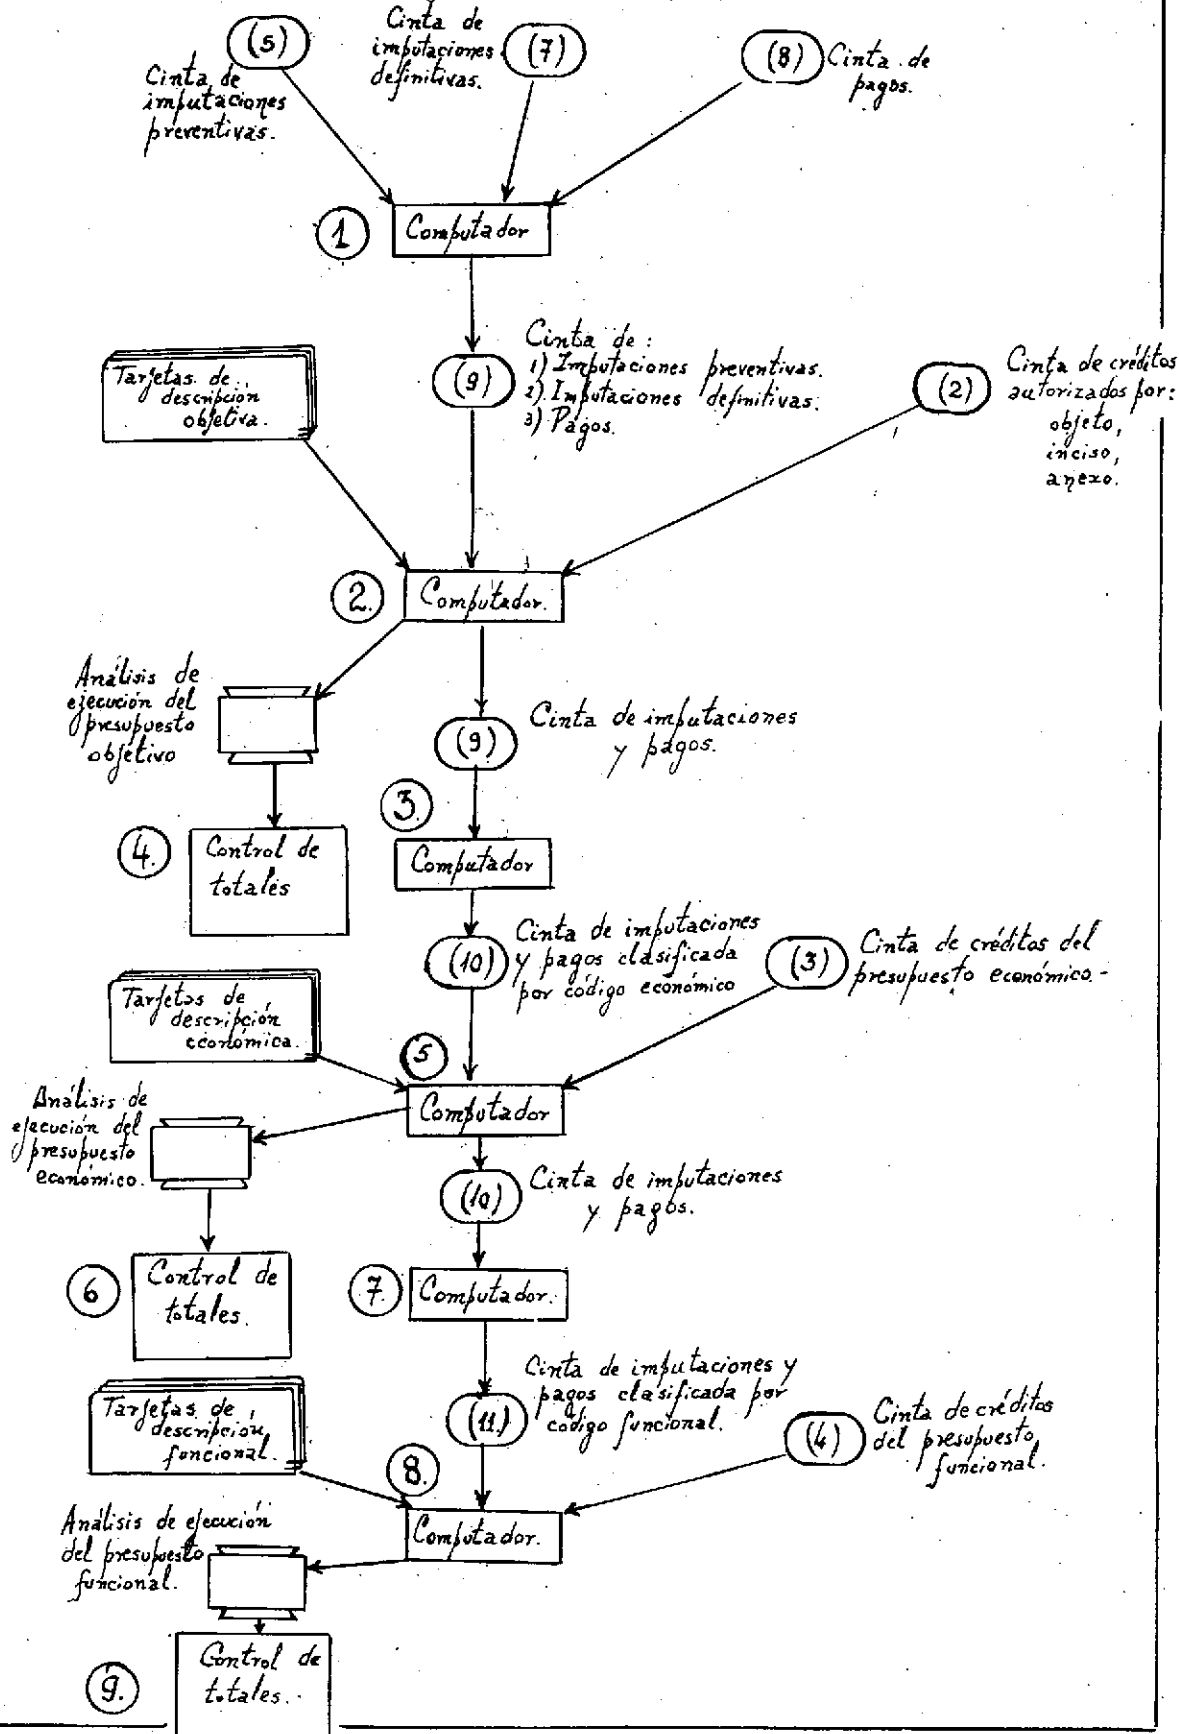 Cinta de
imputaciones
definitivas.
(5)
(7)
(8)
Cinta de
pagos.
Cinta de
imputaciones
preventivas.
1
Computador
Cinta de :
1) Imputaciones preventivas.
2) Imputaciones definitivas.
3) Pagos.
(9)
Tarjetas de
descripción
objetiva.
(2)
Cinta de créditos
autorizados por:
objeto,
inciso,
anexo.
2.
Computador.
Análisis de
ejecución del
presupuesto
objetivo
(9)
Cinta de imputaciones
y pagos.
3.
4.
Control de
totales
Computador
(10)
Cinta de imputaciones
y pagos clasificada
por código económico
(3)
Cinta de créditos del
presupuesto económico.-
Tarjetas de
descripción
económica.
5
Computador
Análisis de
ejecución del
presupuesto
económico.
(10)
Cinta de imputaciones
y pagos.
6
Control de
totales.
7.
Computador.
Cinta de imputaciones y
pagos clasificada por
código funcional.
(11)
Tarjetas de
descripción
funcional.
(4)
Cinta de créditos
del presupuesto
funcional.
8.
Computador.
Análisis de ejecución
del presupuesto
funcional.
9.
Control de
totales.